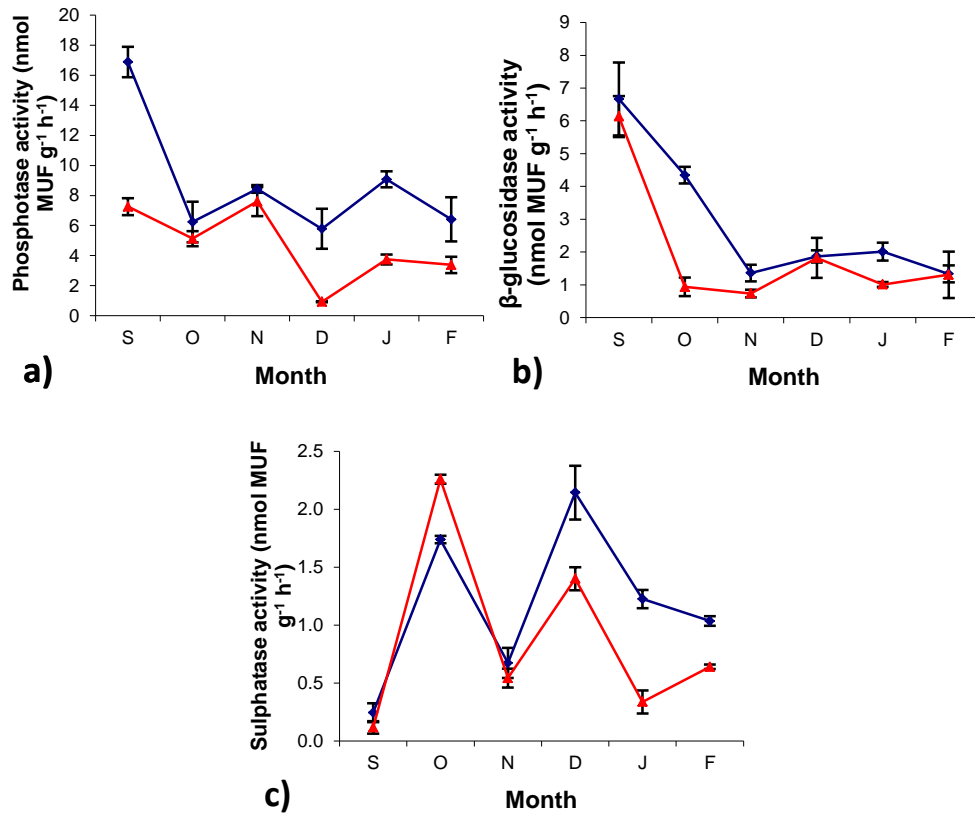 Phosphotase activity (nmol
MUF g-1 h-1)
20
18
16
14
12
10
8
6
4
2
0
S O N D J F
a)
Month
β-glucosidase activity
(nmol MUF g-1 h-1)
9
8
7
6
5
4
3
2
1
0
S O N D J F
b)
Month
Sulphatase activity (nmol MUF
g-1 h-1)
2.5
2.0
1.5
1.0
0.5
0.0
S O N D J F
c)
Month